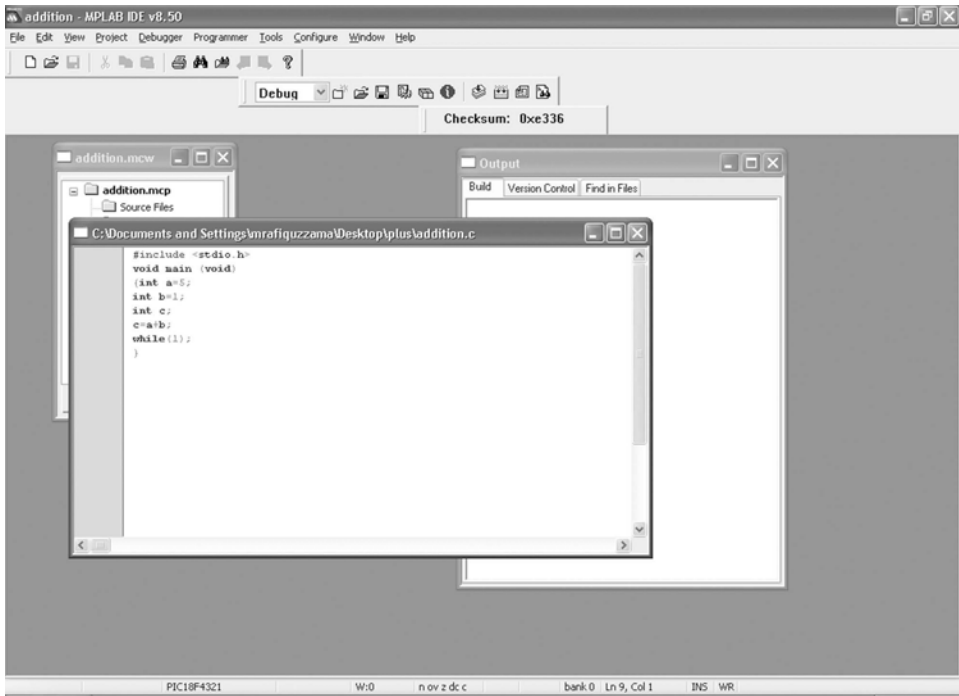 addition - MPLAB IDE v8.50
File Edit View Project Debugger Programmer Tools Configure Window Help
Debug
Checksum: 0xe336
addition.mcw
addition.mcp
Source Files
Output
Build Version Control Find in Files
C:\Documents and Settings\mrafiquzzama\Desktop\plus\addition.c
#include <stdio.h>
void main (void)
{int a=5;
int b=1;
int c;
c=a+b;
while(1);
}
PIC18F4321 W:0 n ov z dc c bank 0 Ln 9, Col 1 INS WR